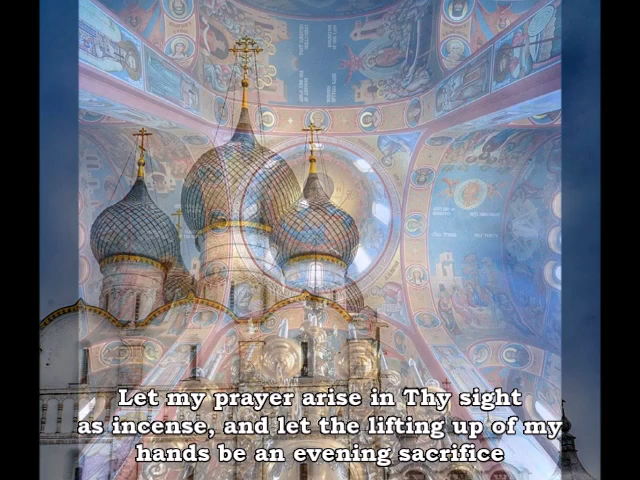 Let my prayer arise in Thy sight
as incense, and let the lifting up of my
hands be an evening sacrifice